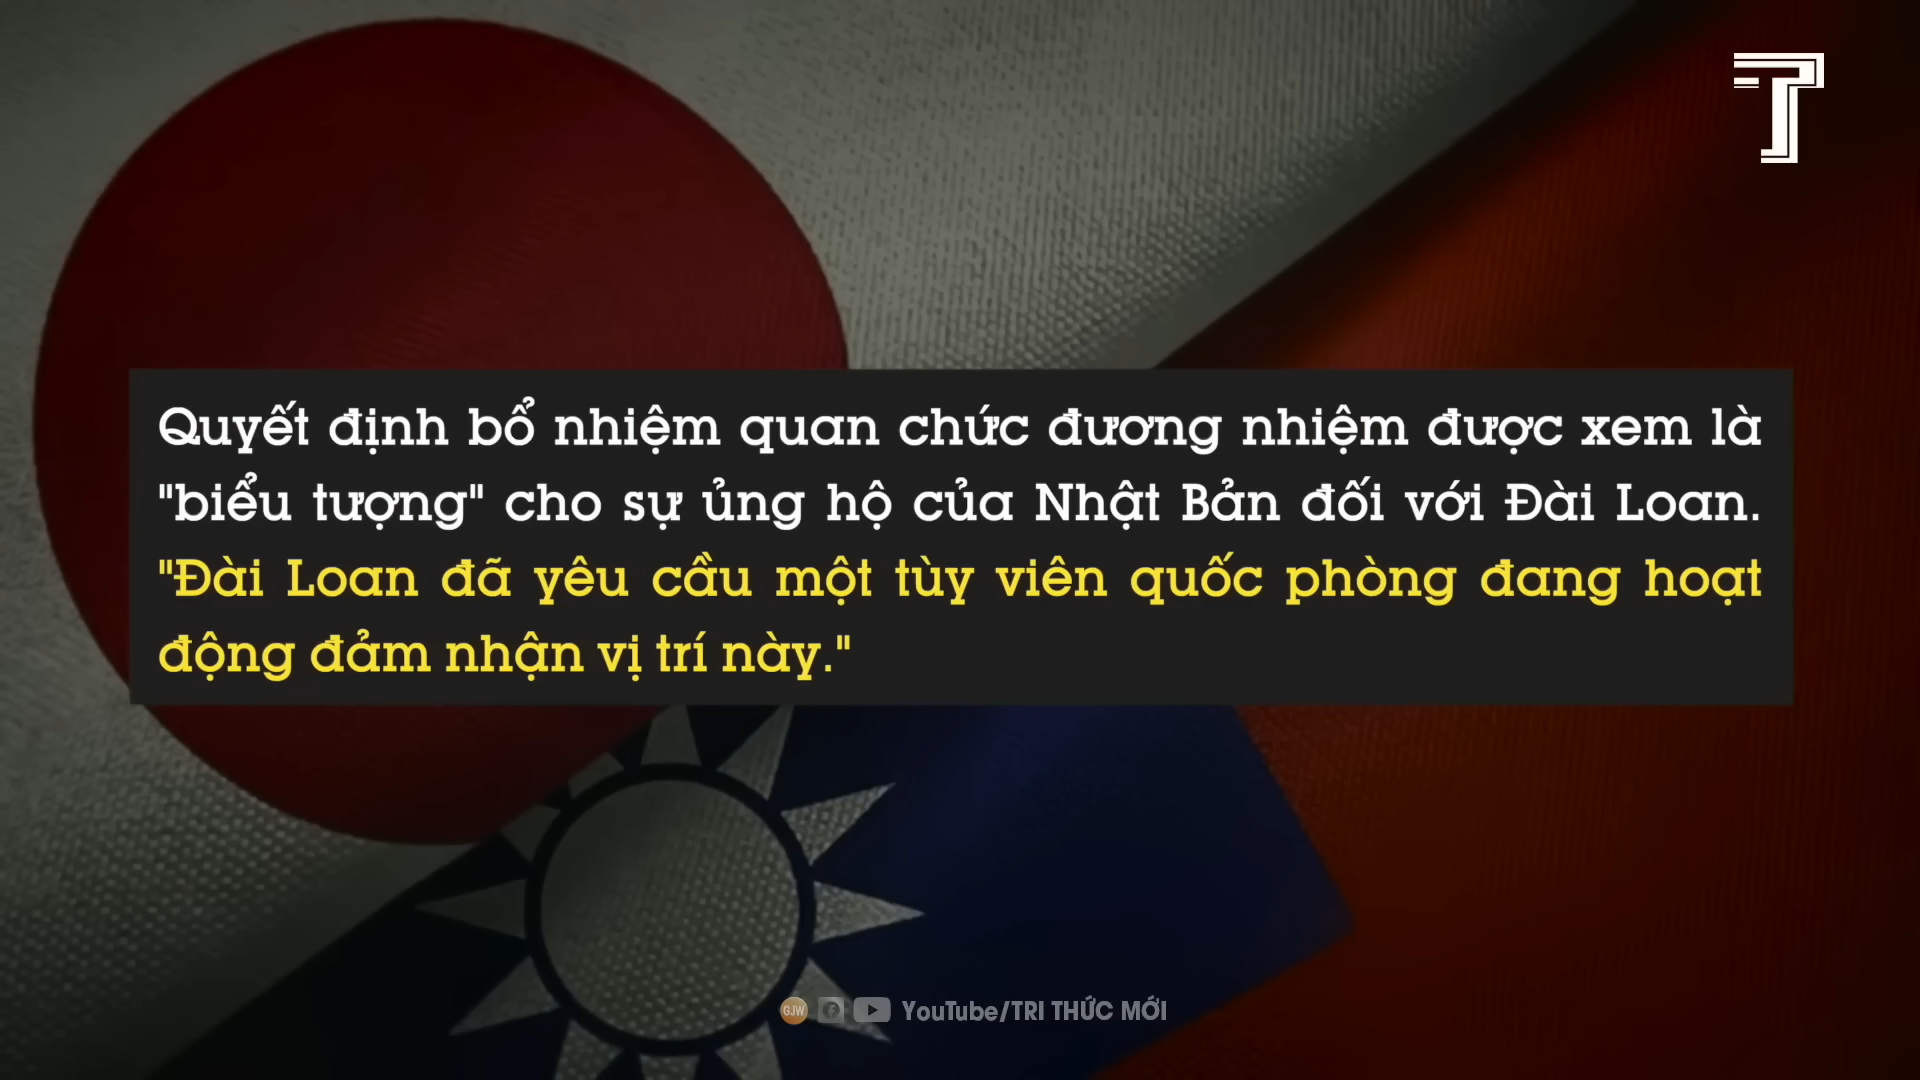 Quyết định bổ nhiệm quan chức đương nhiệm được xem là
"biểu tượng" cho sự ủng hộ của Nhật Bản đối với Đài Loan.
"Đài Loan đã yêu cầu một tùy viên quốc phòng đang hoạt
động đảm nhận vị trí này."
GJW YouTube/TRI THỨC MỚI